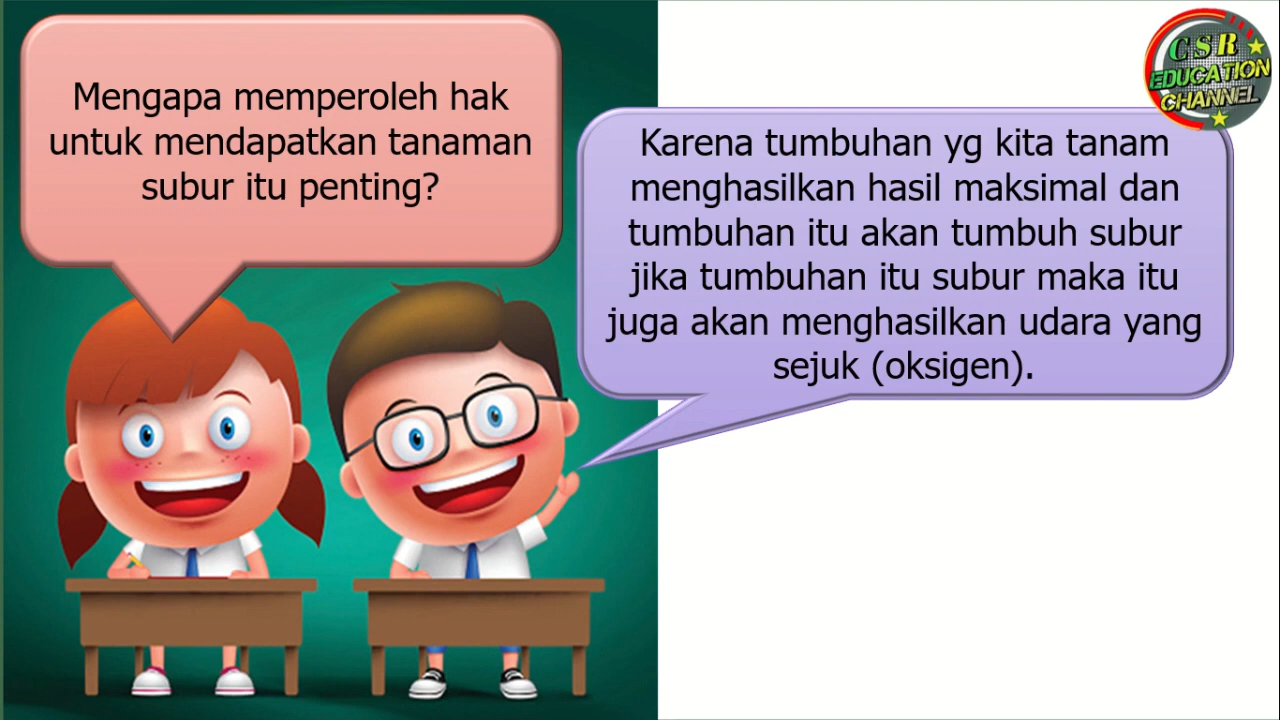 Mengapa memperoleh hak
untuk mendapatkan tanaman
subur itu penting?
CSR
EDUCATION
CHANNEL
Karena tumbuhan yg kita tanam
menghasilkan hasil maksimal dan
tumbuhan itu akan tumbuh subur
jika tumbuhan itu subur maka itu
juga akan menghasilkan udara yang
sejuk (oksigen).